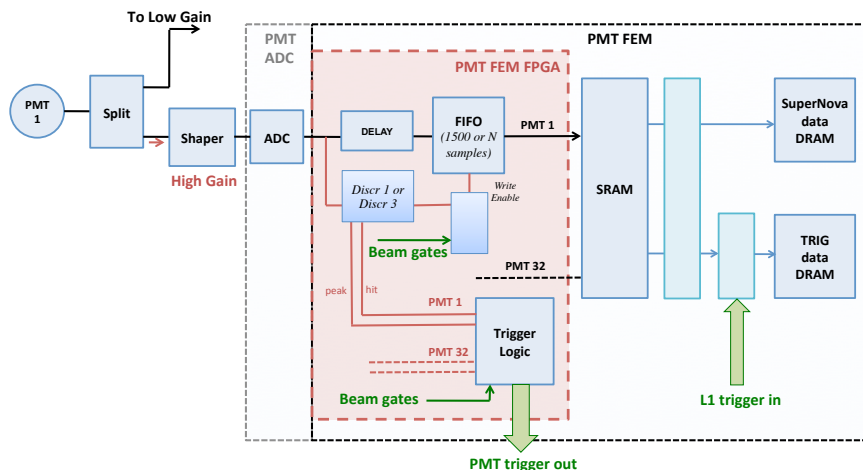 To Low Gain
PMT
ADC
PMT FEM
PMT FEM FPGA
PMT
1
Split
Shaper
High Gain
ADC
DELAY
FIFO
(1500 or N
samples)
PMT 1
SRAM
SuperNova
data
DRAM
Discr 1 or
Discr 3
Write
Enable
Beam gates
PMT 32
TRIG
data
DRAM
peak
hit
PMT 1
Trigger
Logic
PMT 32
Beam gates
L1 trigger in
PMT trigger out